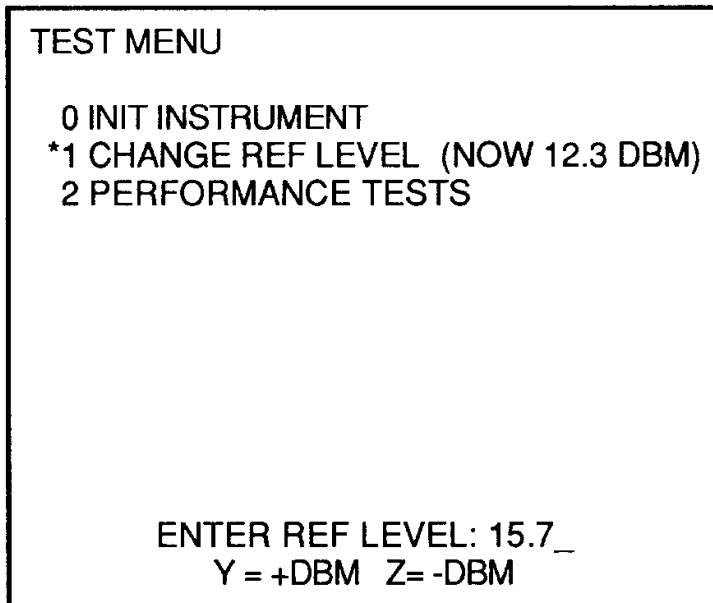 TEST MENU
0 INIT INSTRUMENT
*1 CHANGE REF LEVEL (NOW 12.3 DBM)
2 PERFORMANCE TESTS
ENTER REF LEVEL: 15.7_
Y = +DBM Z= -DBM